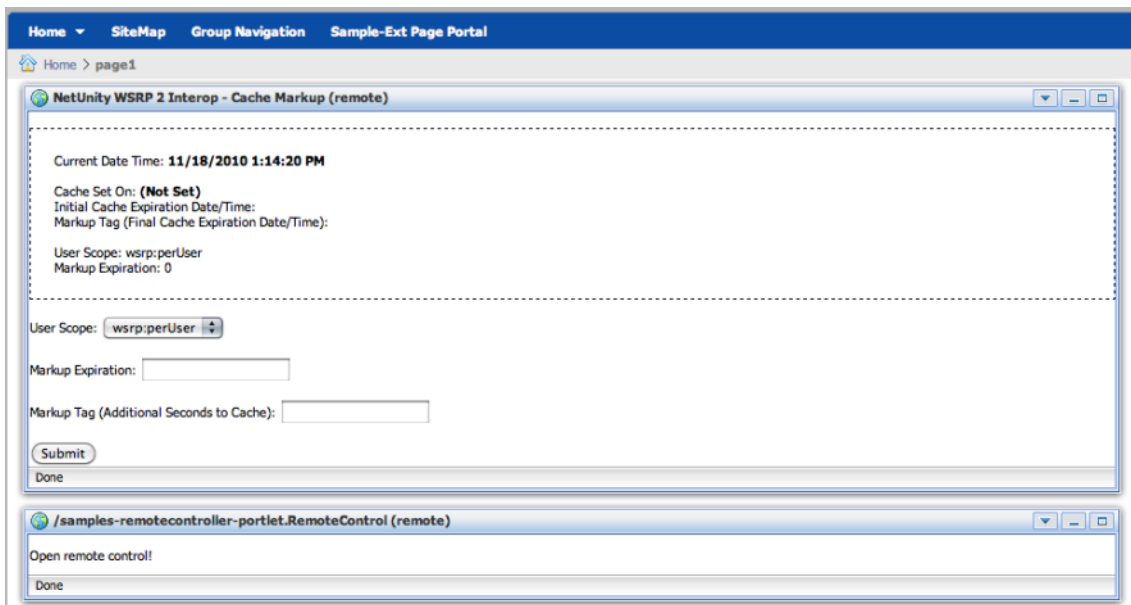 Home SiteMap Group Navigation Sample-Ext Page Portal
Home > page1
NetUnity WSRP 2 Interop - Cache Markup (remote)
Current Date Time: 11/18/2010 1:14:20 PM
Cache Set On: (Not Set)
Initial Cache Expiration Date/Time:
Markup Tag (Final Cache Expiration Date/Time):
User Scope: wsrp:perUser
Markup Expiration: 0
User Scope: wsrp:perUser
Markup Expiration:
Markup Tag (Additional Seconds to Cache):
Submit
Done
/samples-remotecontroller-portlet.RemoteControl (remote)
Open remote control!
Done